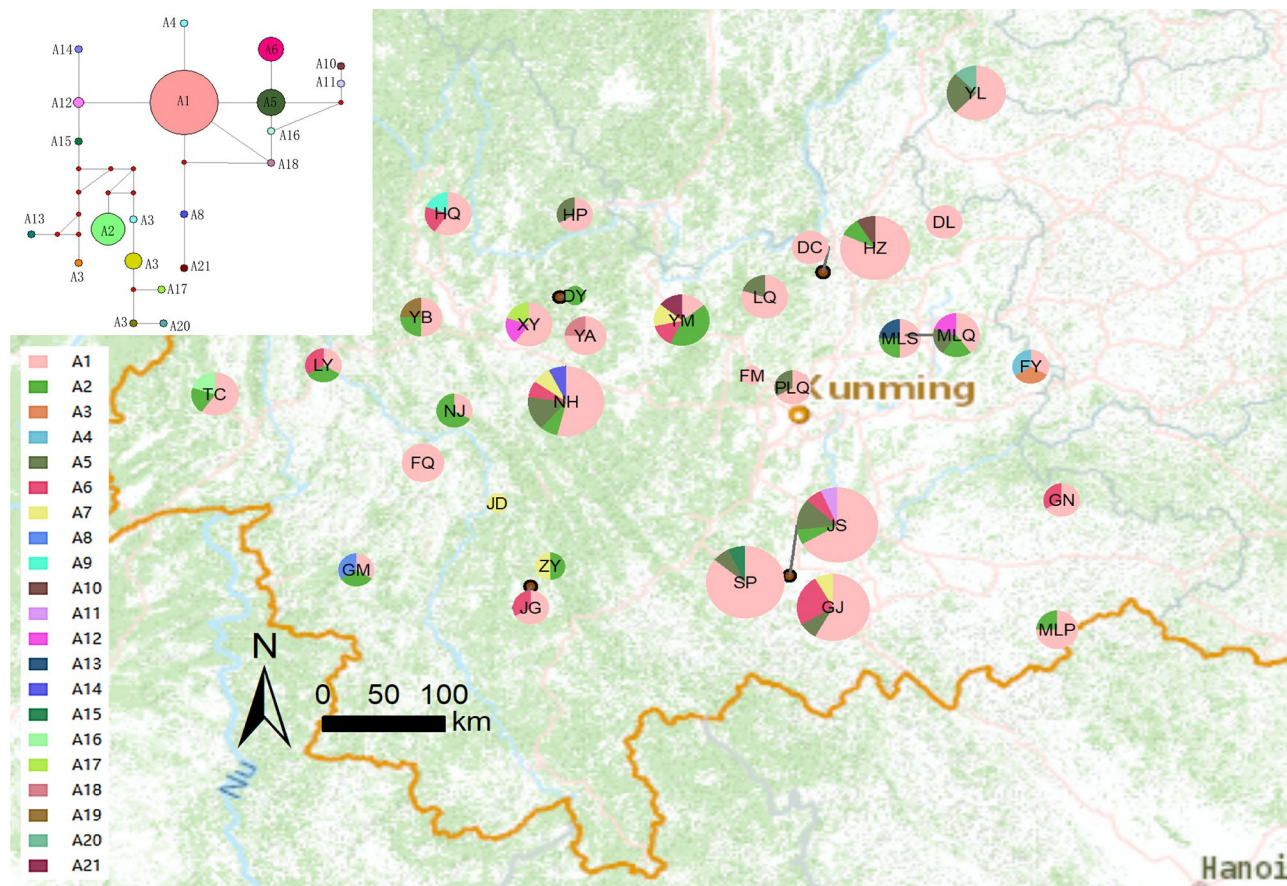 A4
A14
A6
A10
A11
A12
A1
A5
A16
A15
A18
A13
A3
A8
A2
A3
A3
A21
A17
A3
A20
YL
HQ
HP
DL
DC
HZ
DY
LQ
YB
XY
YA
YM
MLS
MLQ
LY
FY
TC
FM
PLQ
Kunming
NH
NJ
FQ
JD
GN
JS
GM
ZY
SP
JG
GJ
MLP
N
0 50 100
km
Nu
Hanoi
A1
A2
A3
A4
A5
A6
A7
A8
A9
A10
A11
A12
A13
A14
A15
A16
A17
A18
A19
A20
A21